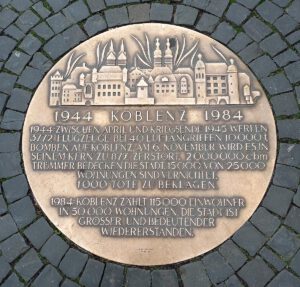 1944 KOBLENZ 1984
1944 ZWISCHEN APRIL UND KRIEGSENDE 1945 WERFEN
FLUGZEUGE BEI 40 LUFTANGRIFFEN 10000 t
BOMBEN AUF KOBLENZ. AM 6. NOVEMBER WIRD ES IN
SEINEM KERN ZU 87% ZERSTÖRT. 2000000 cbm
TRÜMMER BEDECKEN DIE STADT. 15000 VON 25000
WOHNUNGEN SIND VERNICHTET,
1000 TOTE ZU BEKLAGEN.
1984: KOBLENZ ZÄHLT 115000 EINWOHNER
IN 50000 WOHNUNGEN. DIE STADT IST
GRÖSSER UND BEDEUTENDER
WIEDERERSTANDEN.